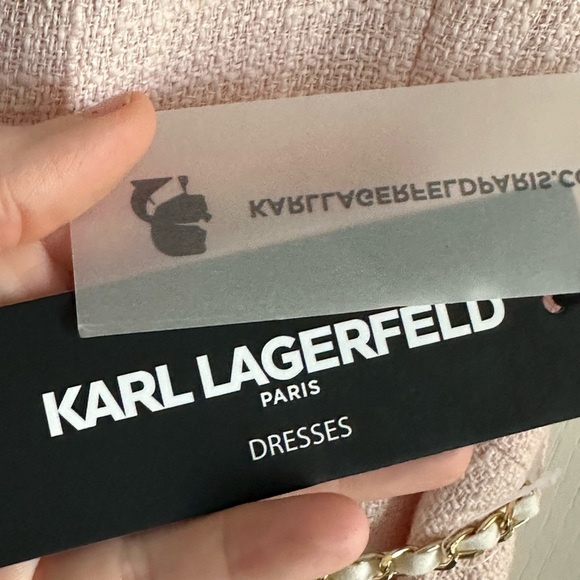 KARLLAGERFELDPARIS.CO
KARL LAGERFELD
PARIS
DRESSES